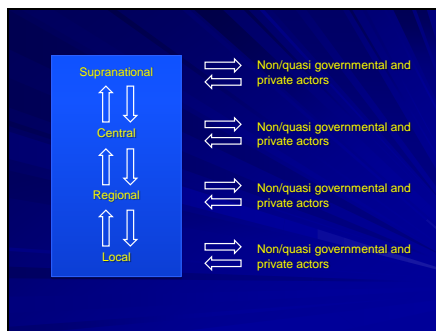 Supranational
Non/quasi governmental and
private actors
Central
Non/quasi governmental and
private actors
Regional
Non/quasi governmental and
private actors
Local
Non/quasi governmental and
private actors